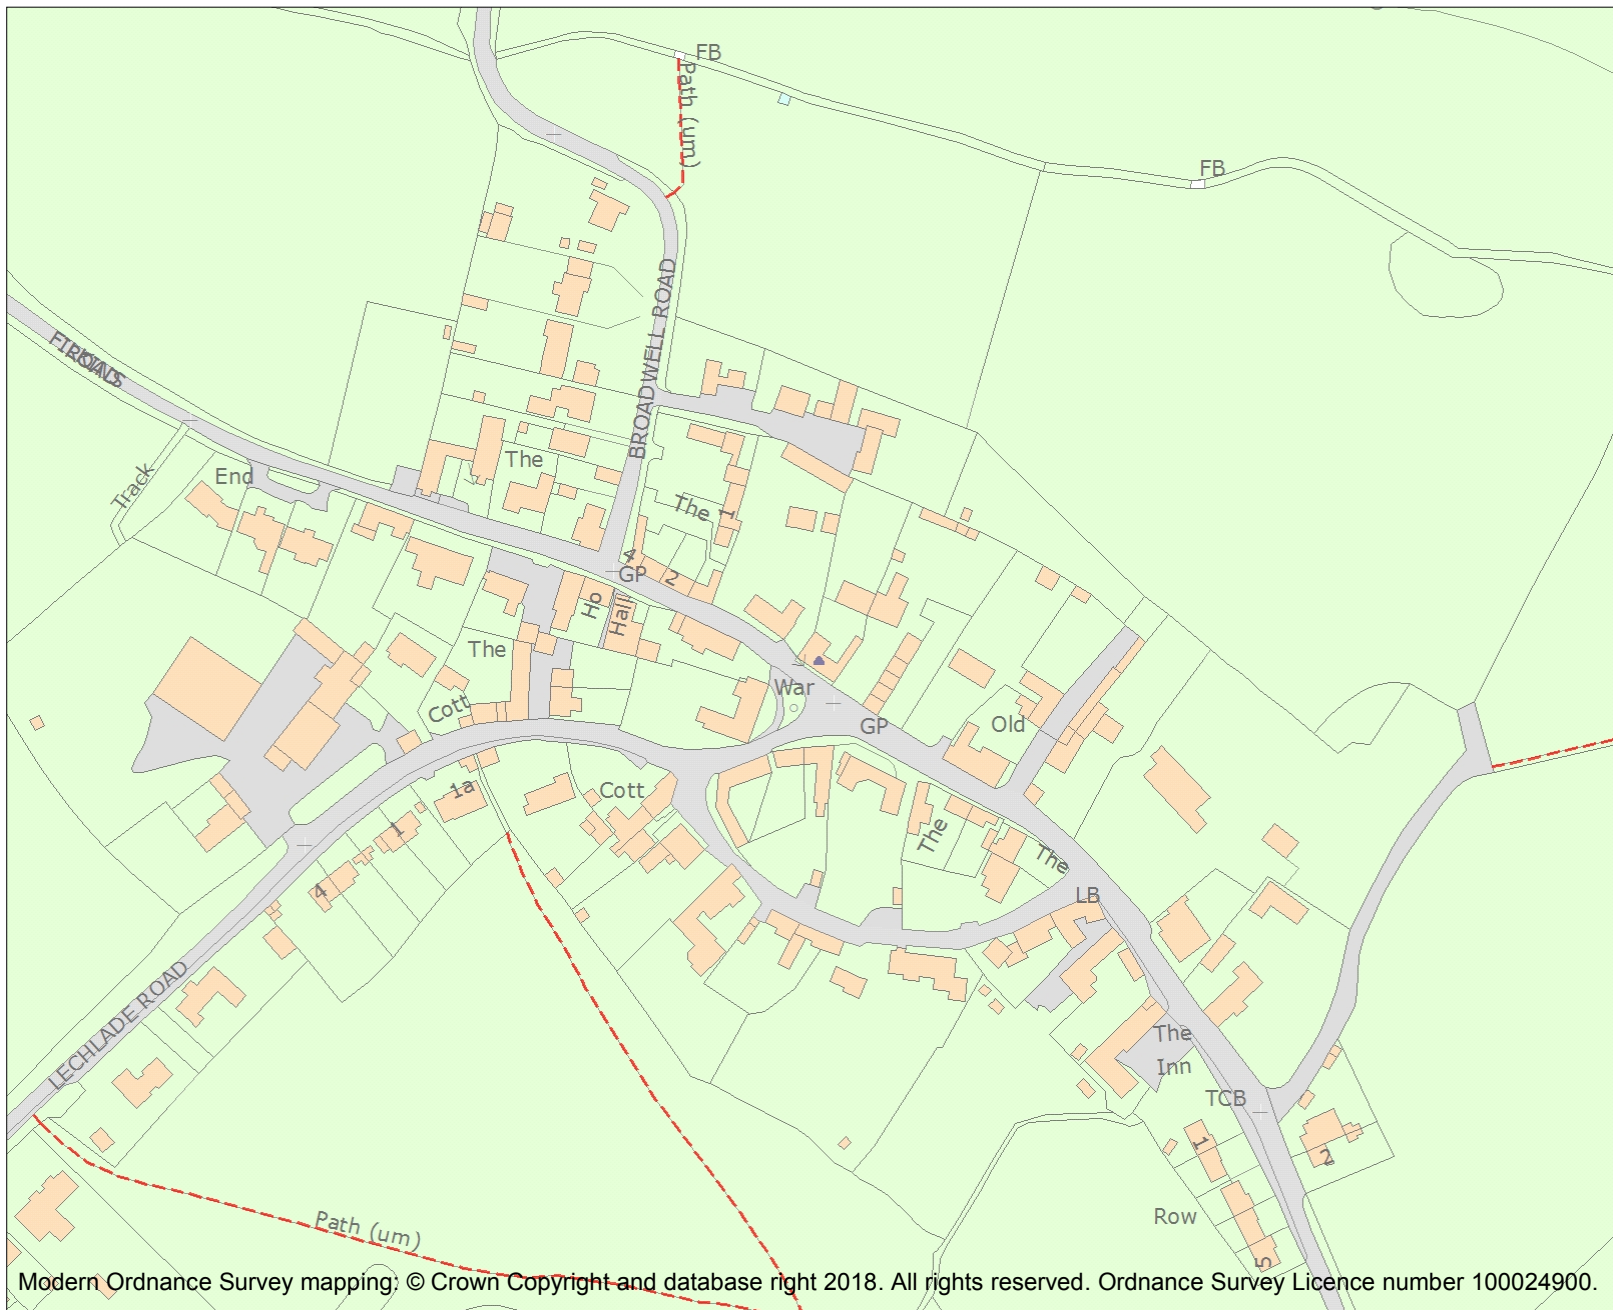 FB
Path (um)
FB
BROADWELL ROAD
Track
End
The
The
1
4
GP
2
Ho
Hall
The
War
Cott
GP
Old
1a
Cott
1
The
The
4
LB
LECHLADE ROAD
The
Inn
TCB
1
2
Row
Path (um)
5
Modern Ordnance Survey mapping: © Crown Copyright and database right 2018. All rights reserved. Ordnance Survey Licence number 100024900.